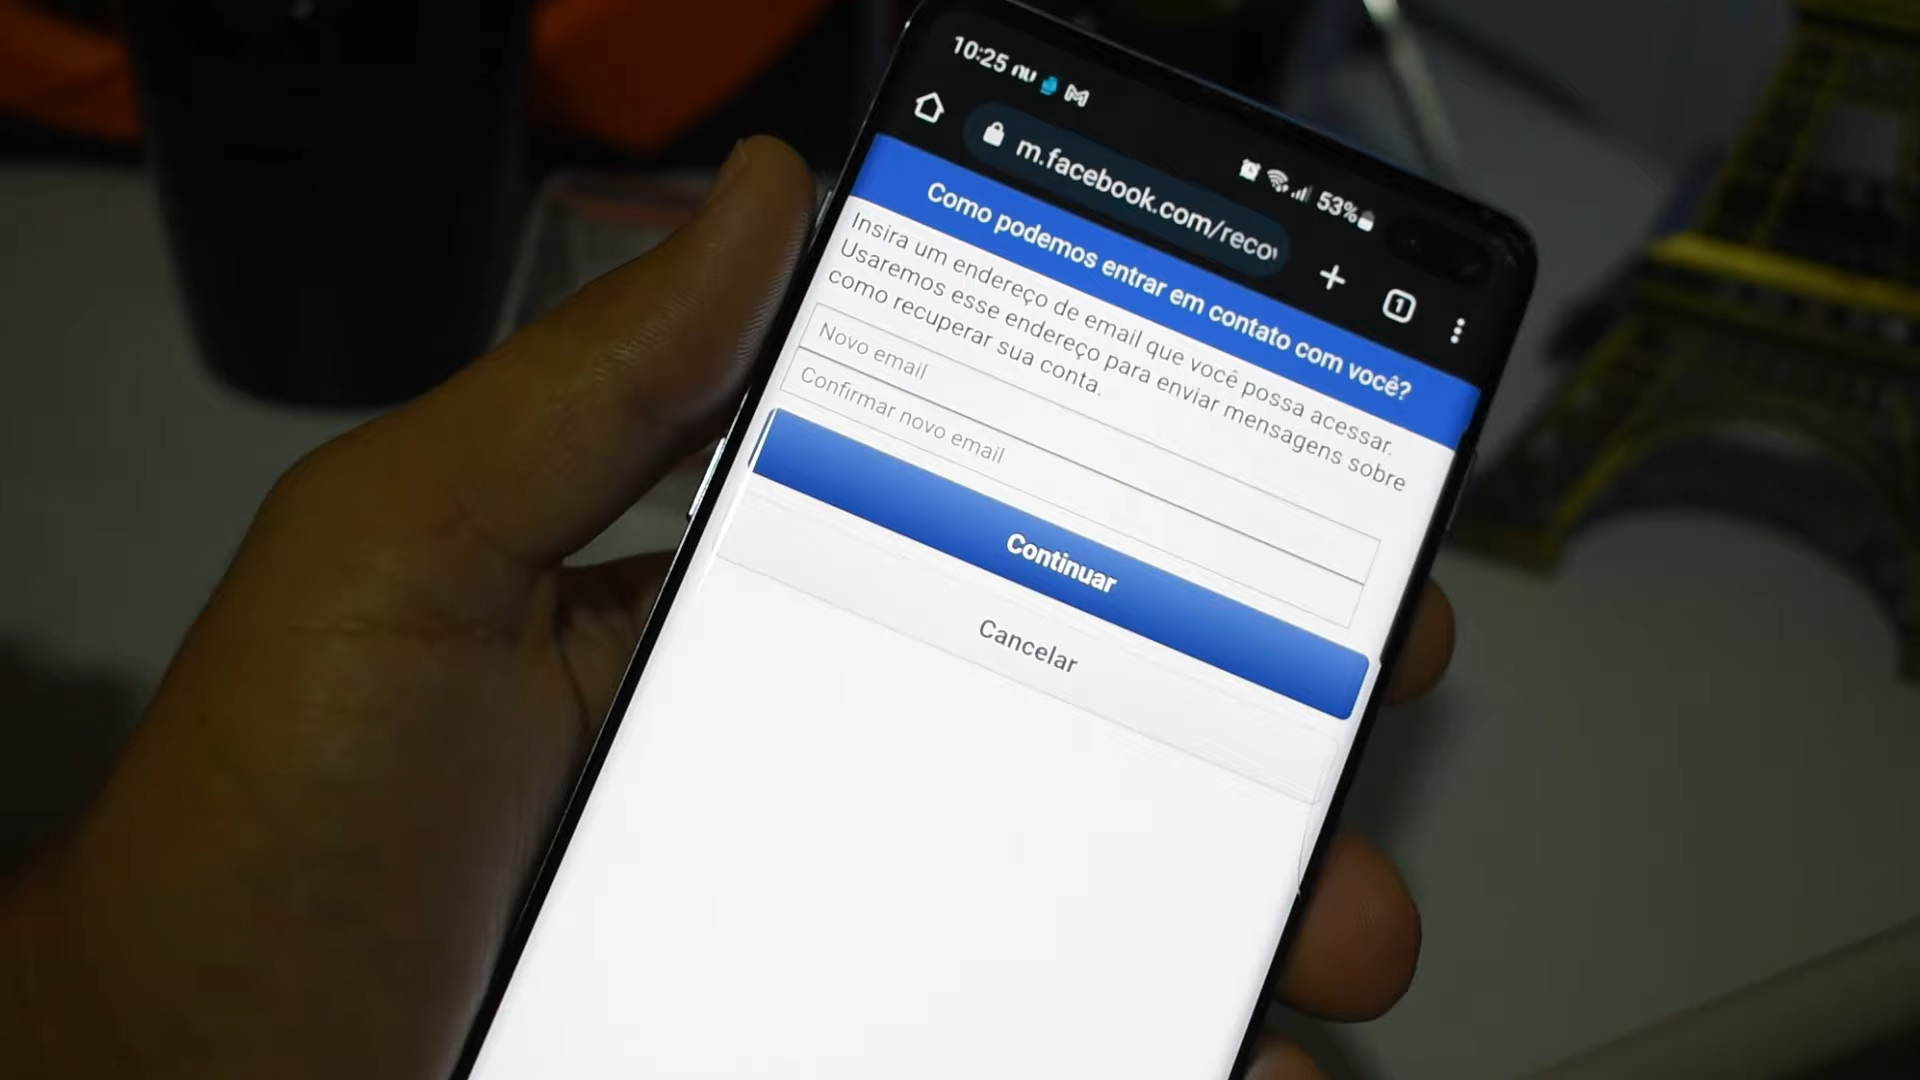 10:25
53%
m.facebook.com/reco
Como podemos entrar em contato com você?
Insira um endereço de email que você possa acessar.
Usaremos esse endereço para enviar mensagens sobre
como recuperar sua conta.
Novo email
Confirmar novo email
Continuar
Cancelar